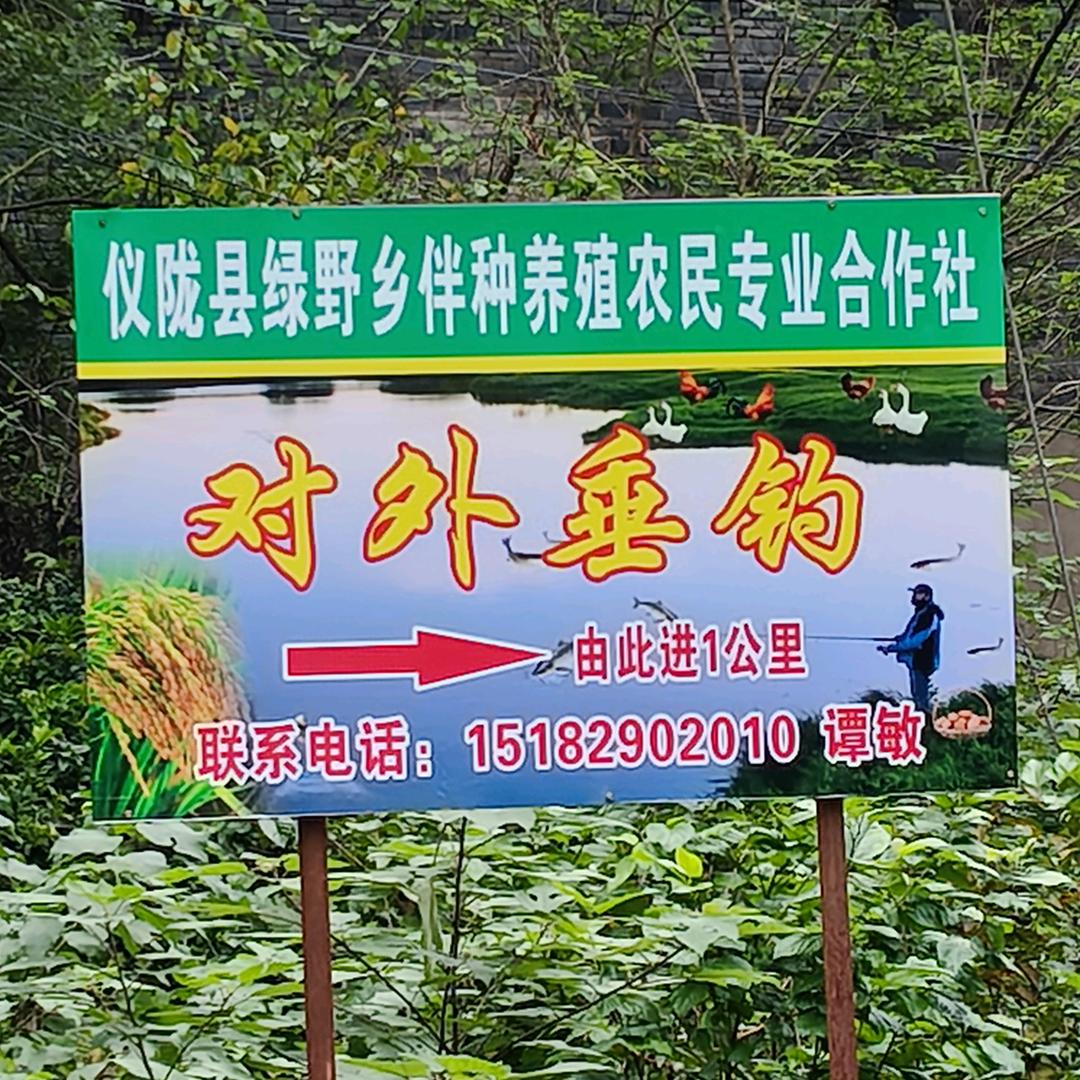 仪陇县绿野乡伴种养殖农民专业合作社
对外垂钓
由此进1公里
联系电话：15182902010 谭敏